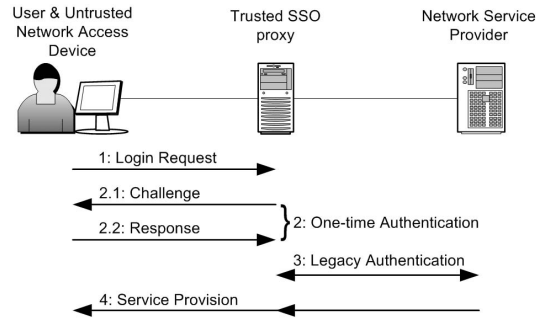 User & Untrusted
Network Access
Device
Trusted SSO
proxy
Network Service
Provider
1: Login Request
2.1: Challenge
2: One-time Authentication
2.2: Response
3: Legacy Authentication
4: Service Provision